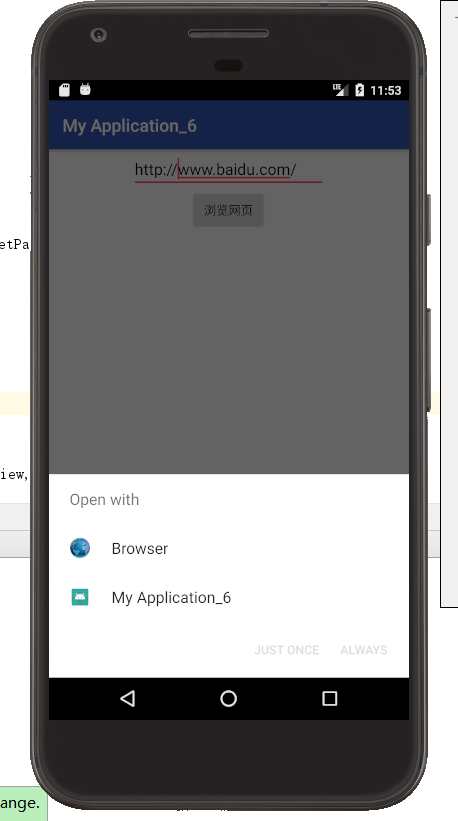 LTE 11:53
My Application_6
http://www.baidu.com/
浏览网页
etPa
iew,
Open with
Browser
My Application_6
JUST ONCE ALWAYS
ange.